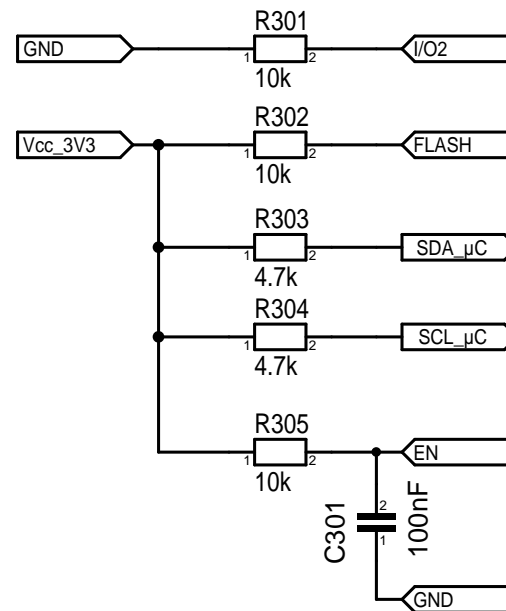 R301
GND 1 2 I/O2
10k
R302
Vcc_3V3 1 2 FLASH
10k
R303
1 2 SDA_µC
4.7k
R304
1 2 SCL_µC
4.7k
R305
1 2 EN
10k
C301 2 1 100nF
GND